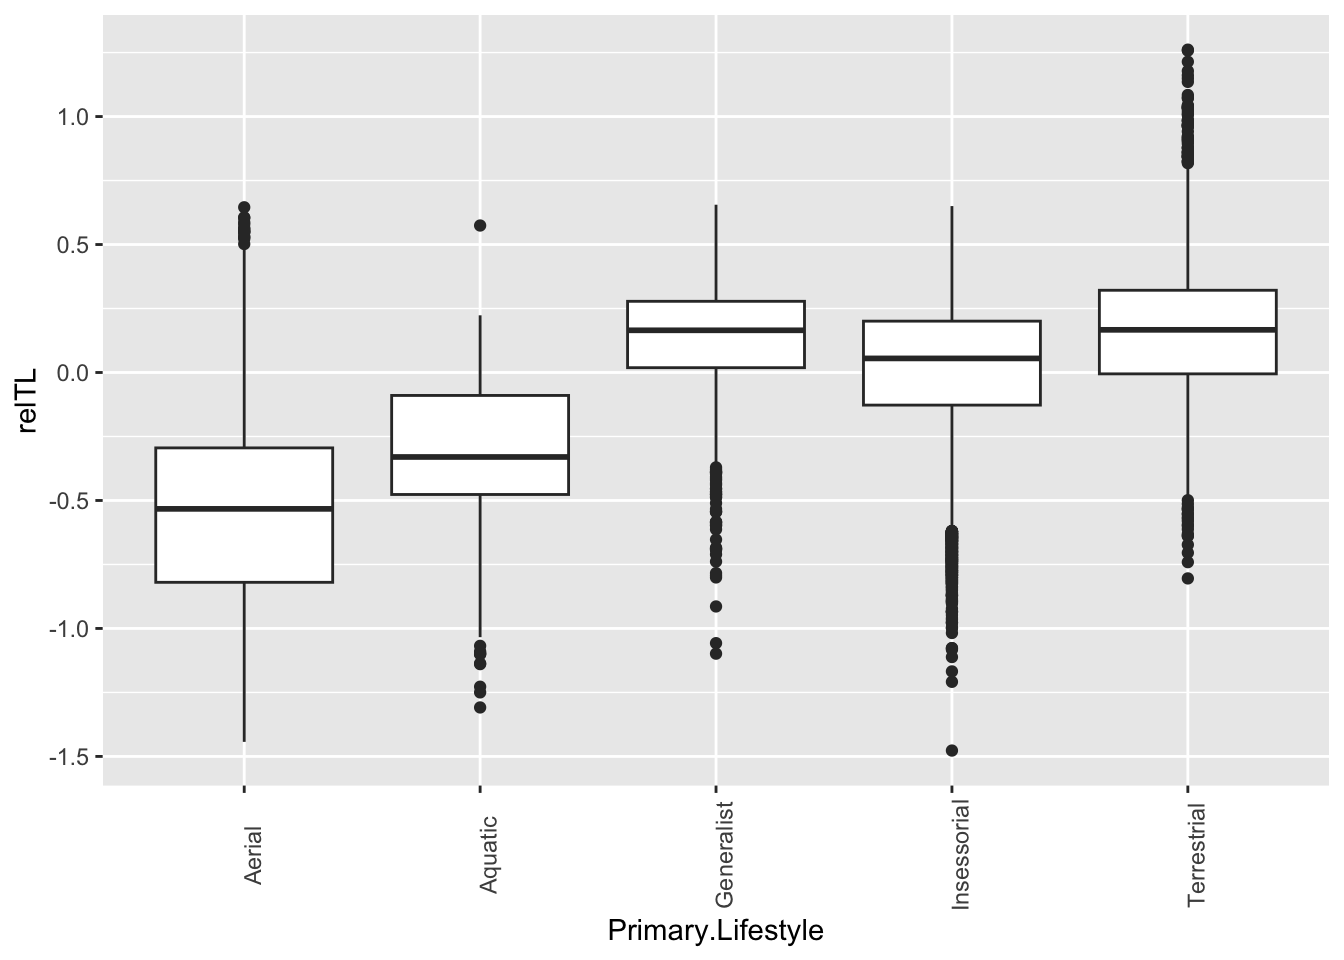 relTL
1.0
0.5
0.0
-0.5
-1.0
-1.5
Aerial
Aquatic
Generalist
Insessorial
Terrestrial
Primary.Lifestyle